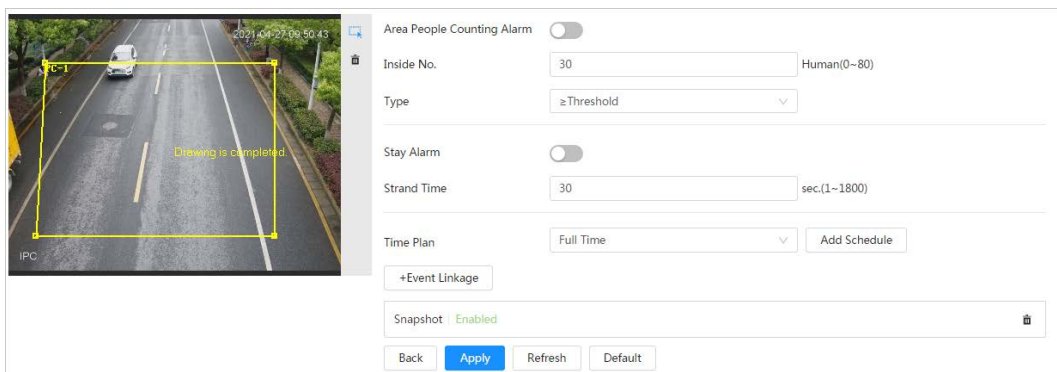 2021-04-27 09:50:43
PC-1
Drewing is completed.
IPC
Area People Counting Alarm
Inside No. 30 Human(0~80)
Type ≥Threshold
Stay Alarm
Strand Time 30 sec.(1~1800)
Time Plan Full Time Add Schedule
+Event Linkage
Snapshot Enabled
Back Apply Refresh Default